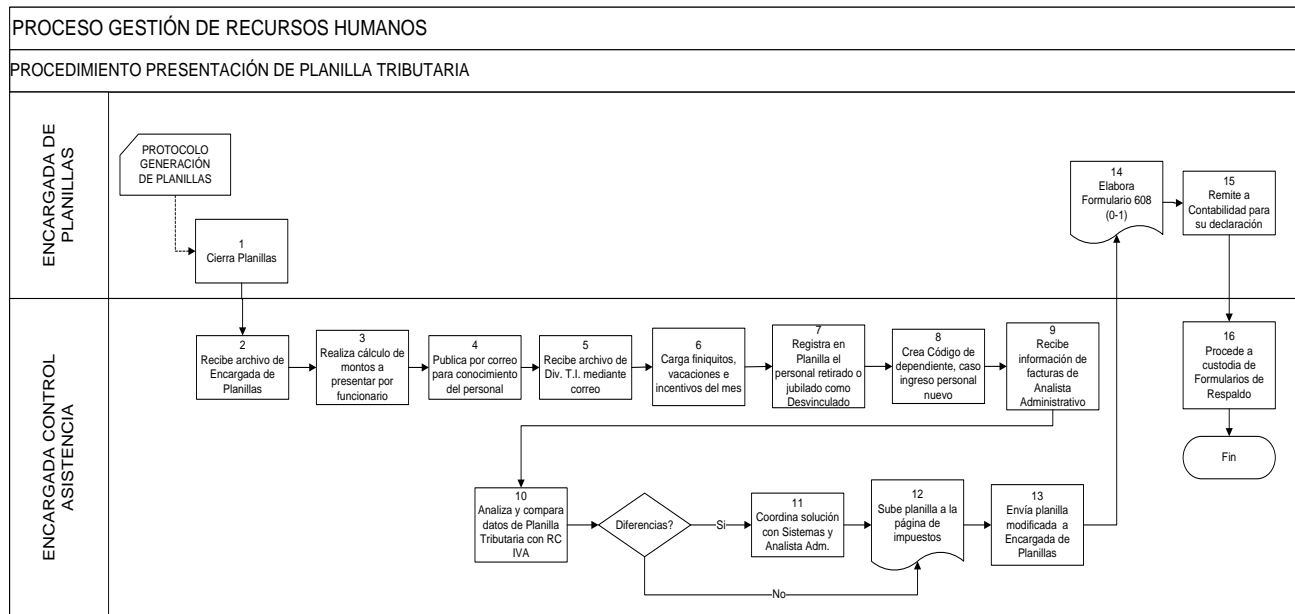 PROCESO GESTIÓN DE RECURSOS HUMANOS
PROCEDIMIENTO PRESENTACIÓN DE PLANILLA TRIBUTARIA
ENCARGADA DE
PLANILLAS
PROTOCOLO
GENERACIÓN
DE PLANILLAS
1
Cierra Planillas
14
Elabora
Formulario 608
(0-1)
15
Remite a
Contabilidad para
su declaración
ENCARGADA CONTROL
ASISTENCIA
2
Recibe archivo de
Encargada de
Planillas
3
Realiza cálculo de
montos a
presentar por
funcionario
4
Publica por correo
para conocimiento
del personal
5
Recibe archivo de
Div. T.I. mediante
correo
6
Carga finiquitos,
vacaciones e
incentivos del mes
7
Registra en
Planilla el
personal retirado o
jubilado como
Desvinculado
8
Crea Código de
dependiente, caso
ingreso personal
nuevo
9
Recibe
información de
facturas de
Analista
Administrativo
16
Procede a
custodia de
Formularios de
Respaldo
Fin
10
Analiza y compara
datos de Planilla
Tributaria con RC
IVA
Diferencias?
Si
No
11
Coordina solución
con Sistemas y
Analista Adm.
12
Sube planilla a la
página de
impuestos
13
Envía planilla
modificada a
Encargada de
Planillas